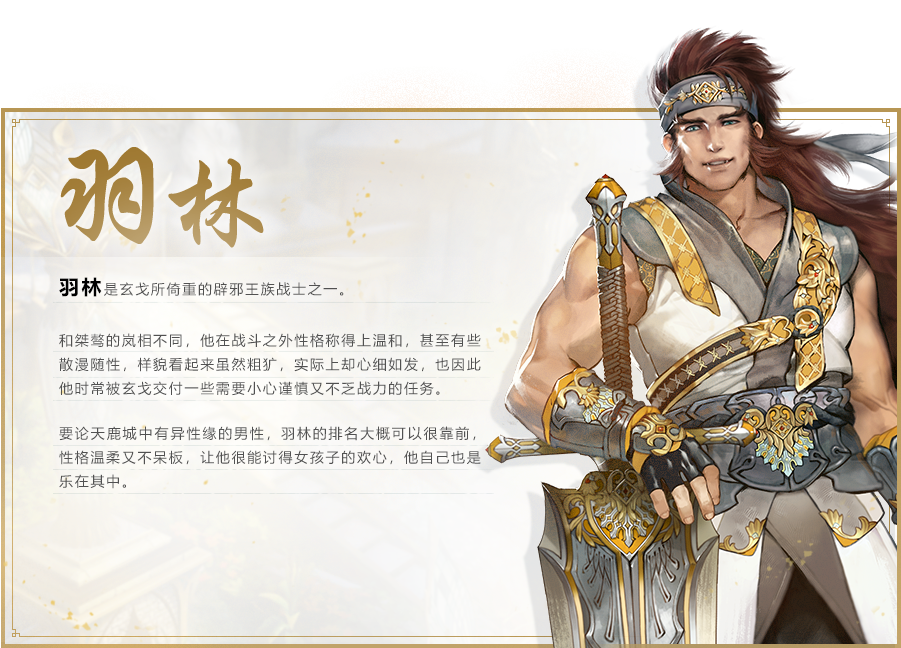 羽林
羽林是玄戈所倚重的辟邪王族战士之一。
和桀骜的岚相不同，他在战斗之外性格称得上温和，甚至有些
散漫随性，样貌看起来虽然粗犷，实际上却心细如发，也因此
他时常被玄戈交付一些需要小心谨慎又不乏战力的任务。
要论天鹿城中有异性缘的男性，羽林的排名大概可以很靠前，
性格温柔又不呆板，让他很能讨得女孩子的欢心，他自己也是
乐在其中。